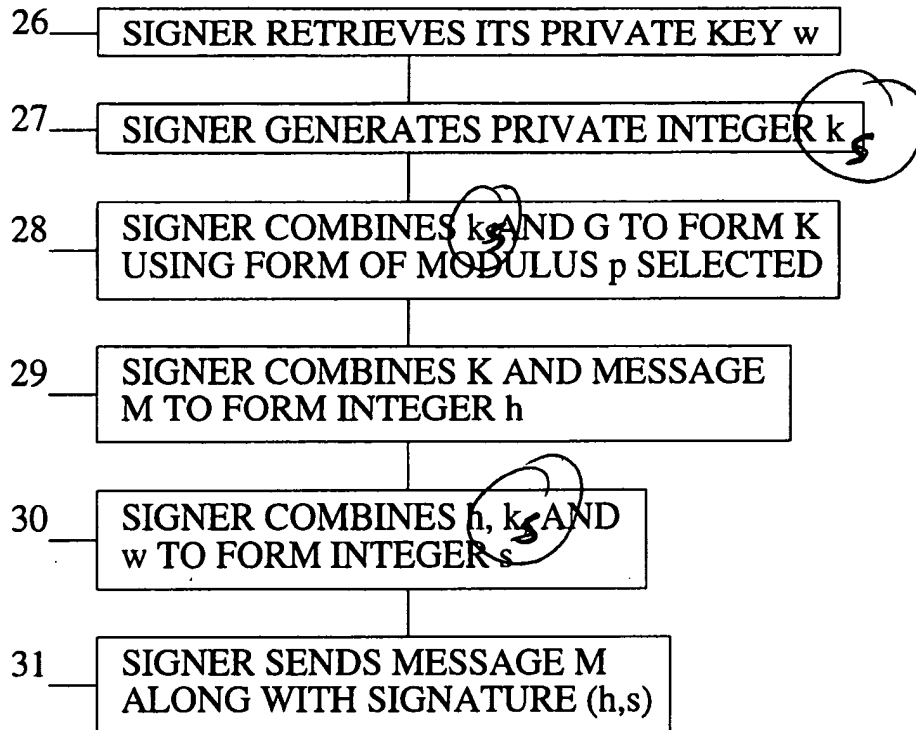 26
SIGNER RETRIEVES ITS PRIVATE KEY w
27
SIGNER GENERATES PRIVATE INTEGER k s
28
SIGNER COMBINES k s AND G TO FORM K
USING FORM OF MODULUS p SELECTED
29
SIGNER COMBINES K AND MESSAGE
M TO FORM INTEGER h
30
SIGNER COMBINES h, k s AND
w TO FORM INTEGER s
31
SIGNER SENDS MESSAGE M
ALONG WITH SIGNATURE (h,s)